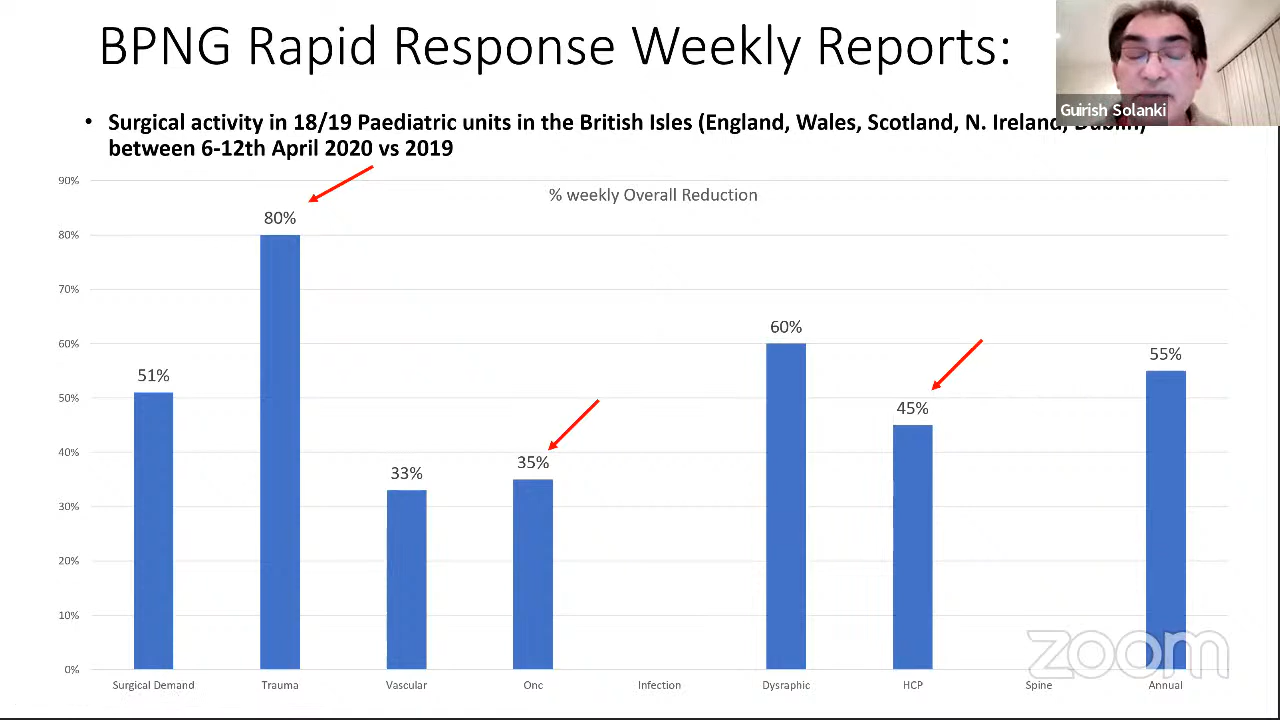 BPNG Rapid Response Weekly Reports:
Guirish Solanki
• Surgical activity in 18/19 Paediatric units in the British Isles (England, Wales, Scotland, N. Ireland, Dublin)
between 6-12th April 2020 vs 2019
% weekly Overall Reduction
90%
80%
70%
60%
50%
40%
30%
20%
10%
0%
51%
80%
33%
35%
60%
45%
55%
Surgical Demand Trauma Vascular Onc Infection Dysraphic HCP Spine Annual
zoom